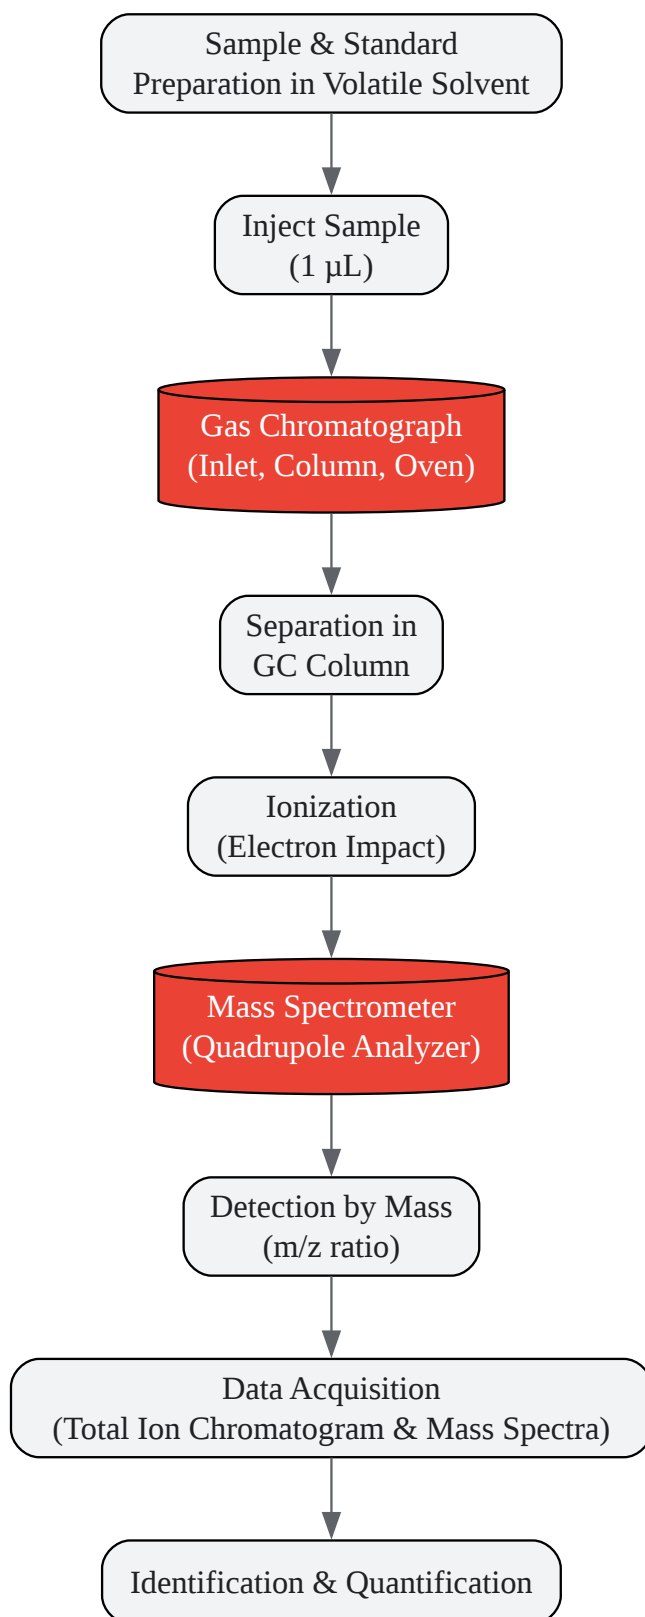 Sample & Standard
Preparation in Volatile Solvent
Inject Sample
(1 µL)
Gas Chromatograph
(Inlet, Column, Oven)
Separation in
GC Column
Ionization
(Electron Impact)
Mass Spectrometer
(Quadrupole Analyzer)
Detection by Mass
(m/z ratio)
Data Acquisition
(Total Ion Chromatogram & Mass Spectra)
Identification & Quantification